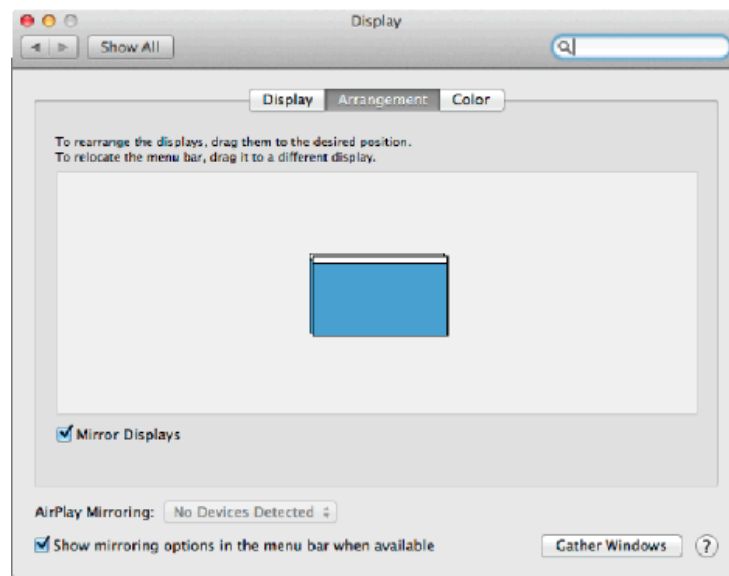 Display
Show All
Display Arrangement Color
To rearrange the displays, drag them to the desired position.
To relocate the menu bar, drag it to a different display.
Mirror Displays
AirPlay Mirroring: No Devices Detected
Show mirroring options in the menu bar when available
Gather Windows ?